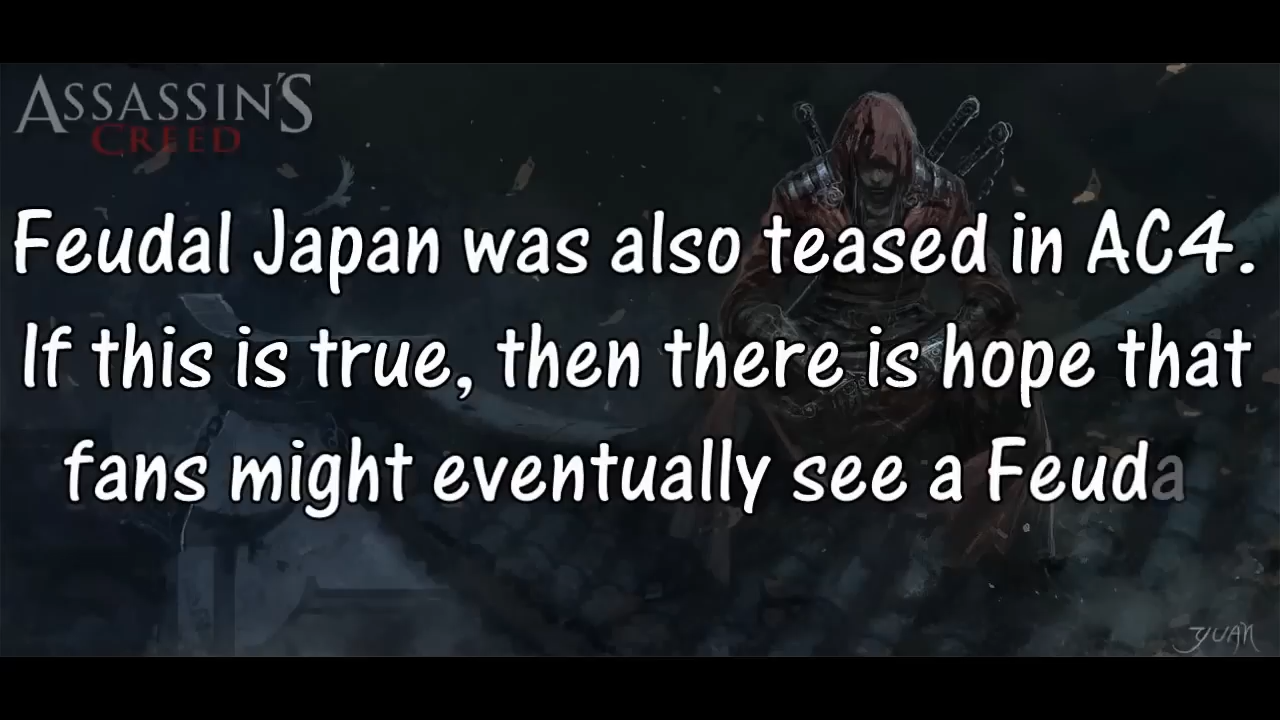 ASSASSIN'S
CREED
Feudal Japan was also teased in AC4.
If this is true, then there is hope that
fans might eventually see a Feuda
YUAN